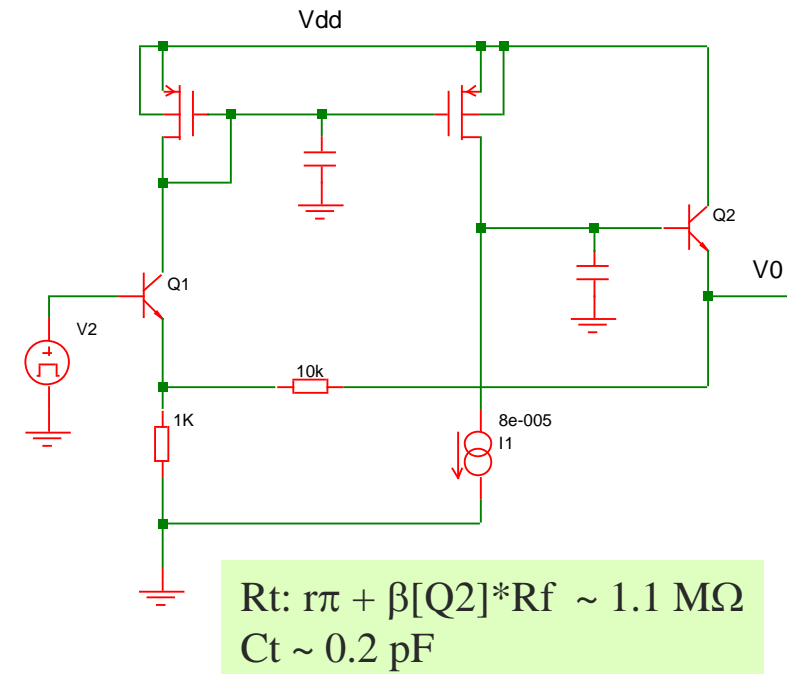 Vdd
Q2
V0
Q1
V2
10k
1K
8e-005
I1
Rt: rπ + β[Q2]*Rf ~ 1.1 MΩ
Ct ~ 0.2 pF